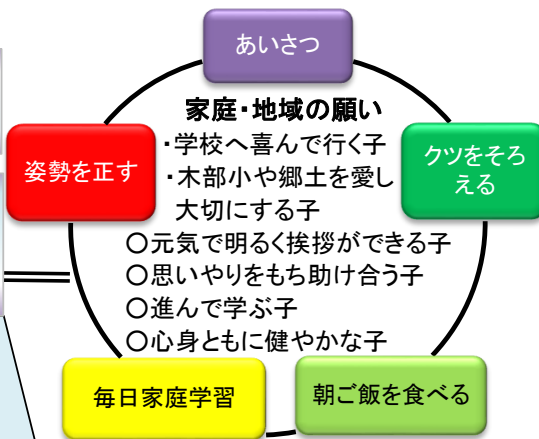 あいさつ
家庭・地域の願い
・学校へ喜んで行く子
・木部小や郷土を愛し
大切にする子
〇元気で明るく挨拶ができる子
〇思いやりをもち助け合う子
〇進んで学ぶ子
〇心身ともに健やかな子
姿勢を正す
クツをそろ
える
毎日家庭学習
朝ご飯を食べる